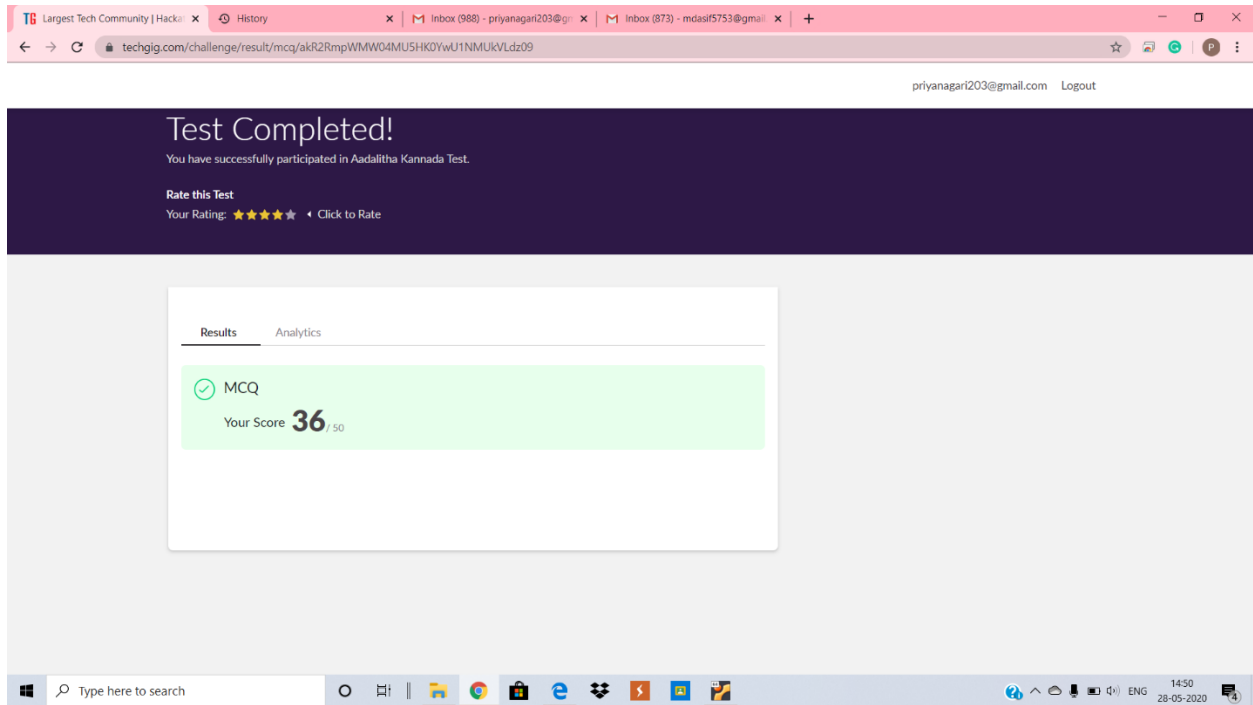 TG Largest Tech Community | Hacka
History
Inbox (988) - priyanagari203@gm
Inbox (873) - mdasif5753@gmail.
techgig.com/challenge/result/mcq/akR2RmpWMW04MU5HK0YwU1NMUkVLdz09
P
priyanagari203@gmail.com Logout
Test Completed!
You have successfully participated in Aadalitha Kannada Test.
Rate this Test
Your Rating: Click to Rate
Results Analytics
MCQ
Your Score 36 / 50
Type here to search
ENG
14:50
28-05-2020
4